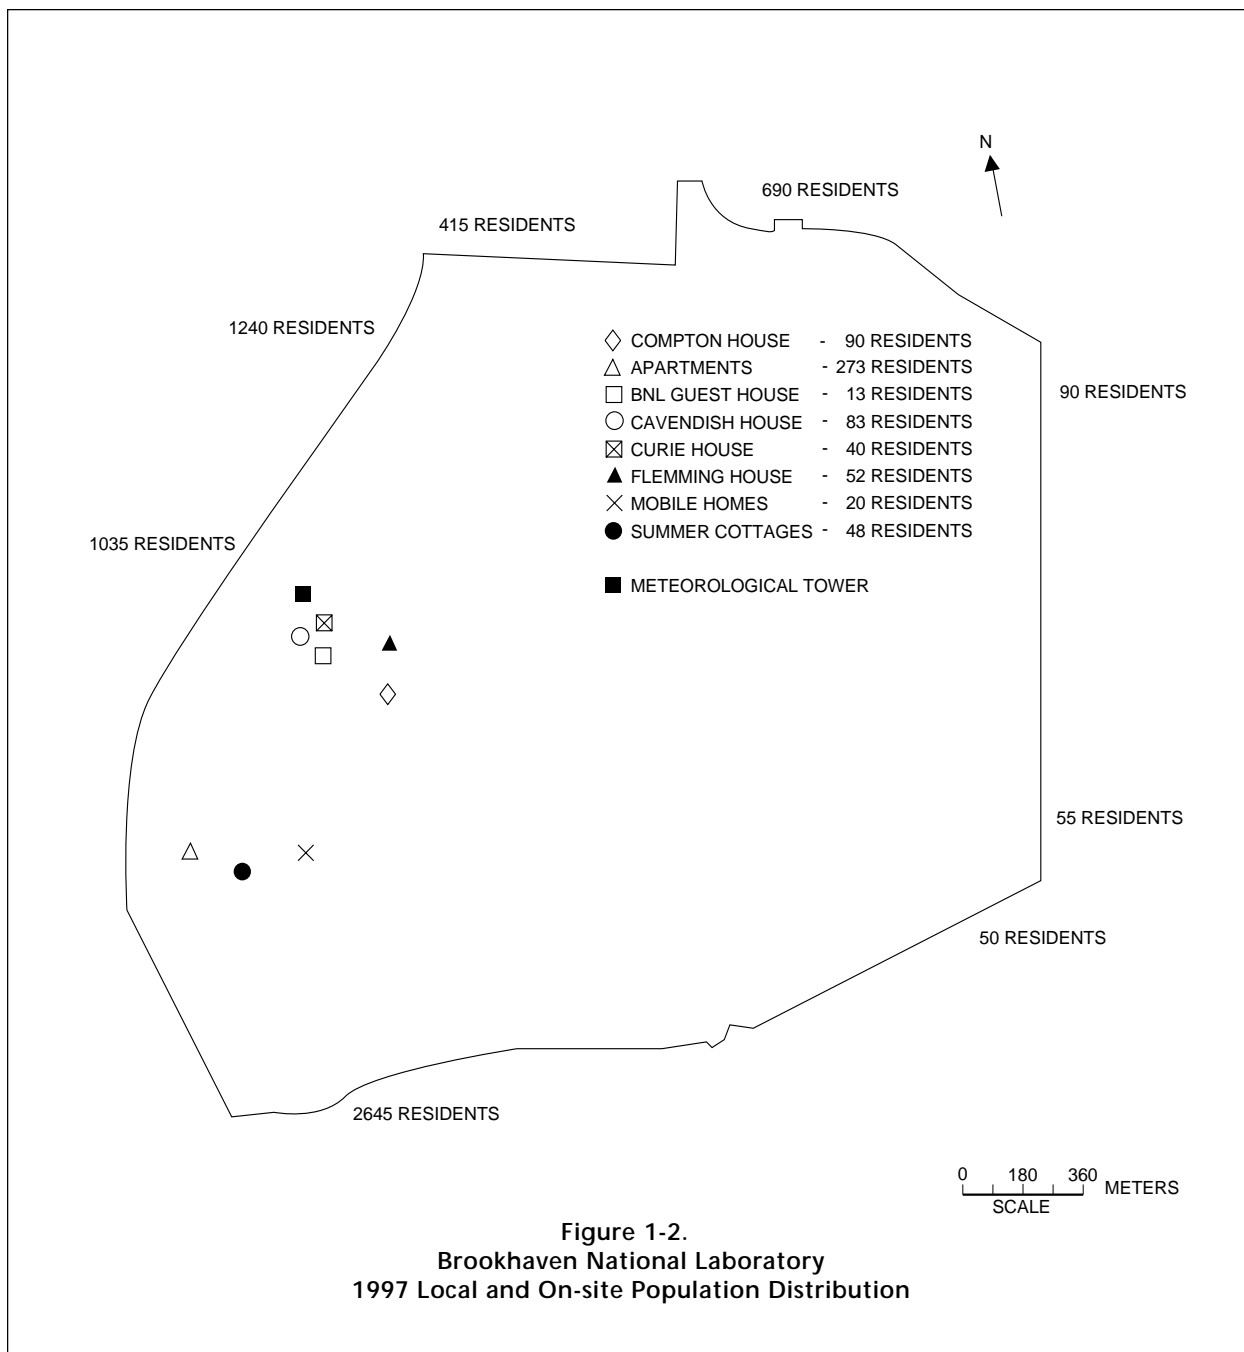 N
690 RESIDENTS
415 RESIDENTS
1240 RESIDENTS
COMPTON HOUSE - 90 RESIDENTS
APARTMENTS - 273 RESIDENTS
BNL GUEST HOUSE - 13 RESIDENTS
CAVENDISH HOUSE - 83 RESIDENTS
CURIE HOUSE - 40 RESIDENTS
FLEMMING HOUSE - 52 RESIDENTS
MOBILE HOMES - 20 RESIDENTS
SUMMER COTTAGES - 48 RESIDENTS
METEOROLOGICAL TOWER
90 RESIDENTS
1035 RESIDENTS
55 RESIDENTS
50 RESIDENTS
2645 RESIDENTS
0 180 360 METERS
SCALE
Figure 1-2.
Brookhaven National Laboratory
1997 Local and On-site Population Distribution